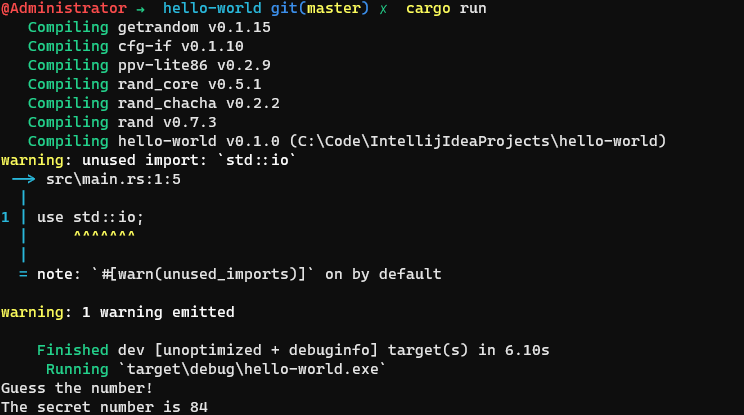 @Administrator → hello-world git(master) ✗ cargo run
   Compiling getrandom v0.1.15
   Compiling cfg-if v0.1.10
   Compiling ppv-lite86 v0.2.9
   Compiling rand_core v0.5.1
   Compiling rand_chacha v0.2.2
   Compiling rand v0.7.3
   Compiling hello-world v0.1.0 (C:\Code\IntellijIdeaProjects\hello-world)
warning: unused import: `std::io`
 --> src\main.rs:1:5
  |
1 | use std::io;
  |     ^^^^^^^
  |
  = note: `#[warn(unused_imports)]` on by default

warning: 1 warning emitted

    Finished dev [unoptimized + debuginfo] target(s) in 6.10s
     Running `target\debug\hello-world.exe`
Guess the number!
The secret number is 84